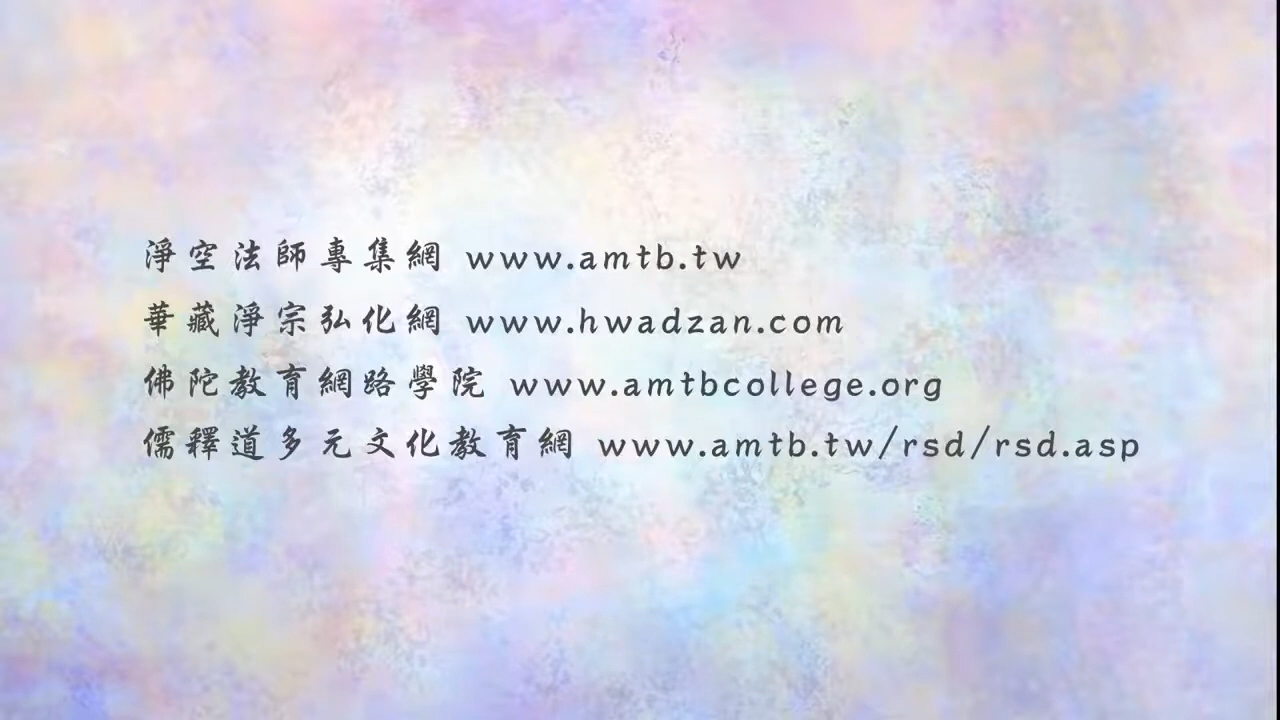 淨空法師專集網 www.amtb.tw
華藏淨宗弘化網 www.hwadzan.com
佛陀教育網路學院 www.amtbcollege.org
儒釋道多元文化教育網 www.amtb.tw/rsd/rsd.asp